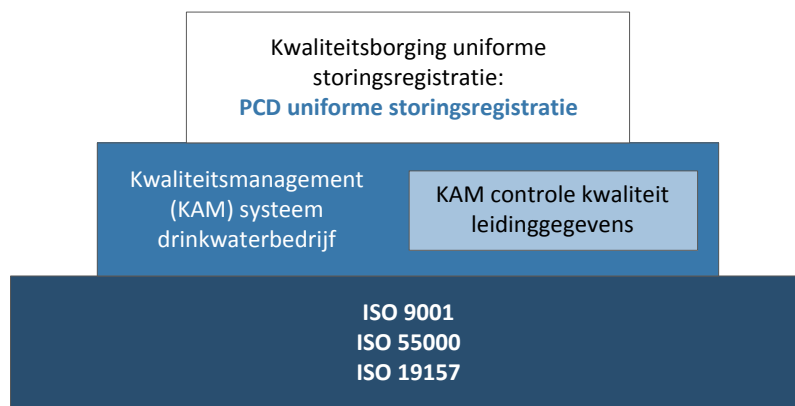 Kwaliteitsborging uniforme
storingsregistratie:
PCD uniforme storingsregistratie
Kwaliteitsmanagement
(KAM) systeem
drinkwaterbedrijf
KAM controle kwaliteit
leidinggegevens
ISO 9001
ISO 55000
ISO 19157